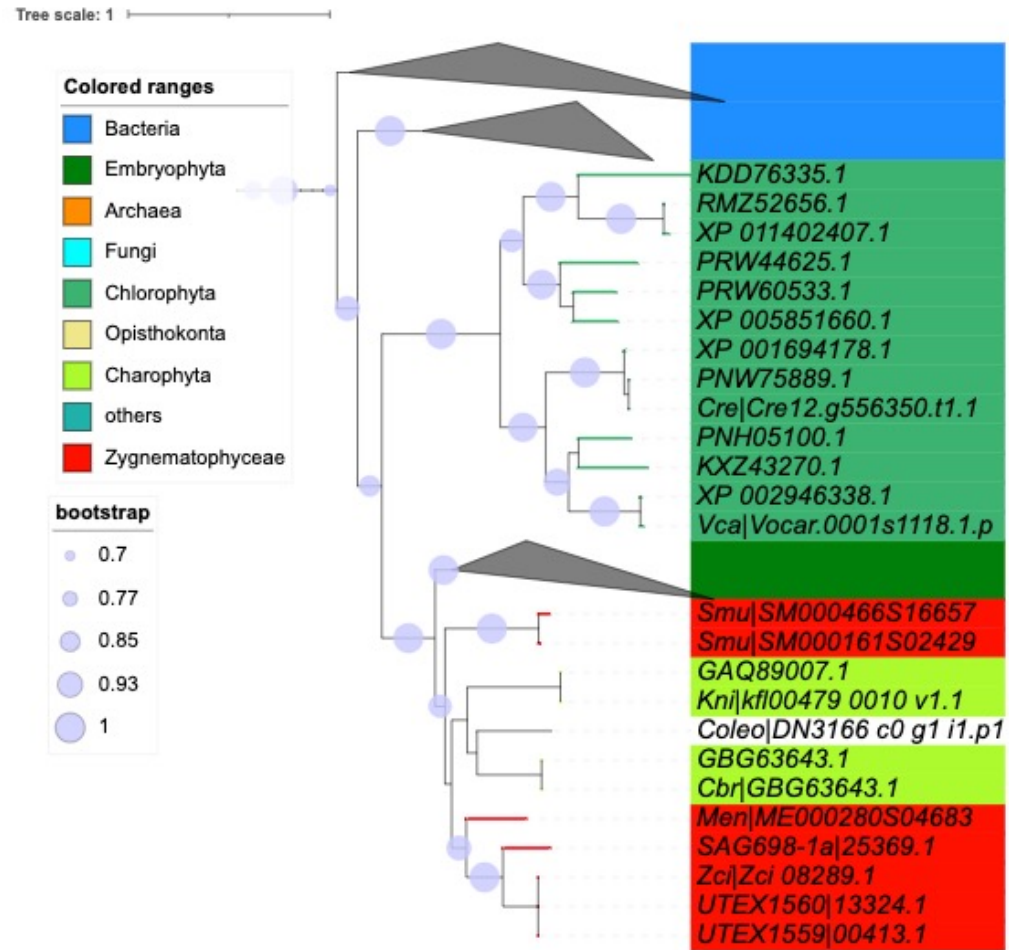 Tree scale: 1
Colored ranges
Bacteria
Embryophyta
Archaea
Fungi
Chlorophyta
Opisthokonta
Charophyta
others
Zygnematophyceae
bootstrap
0.7
0.77
0.85
0.93
1
KDD76335.1
RMZ52656.1
XP 011402407.1
PRW44625.1
PRW60533.1
XP 005851660.1
XP 001694178.1
PNW75889.1
Cre|Cre12.g556350.t1.1
PNH05100.1
KXZ43270.1
XP 002946338.1
Vca|Vocar.0001s1118.1.p
Smu|SM000466S16657
Smu|SM000161S02429
GAQ89007.1
Kni|kfl00479 0010 v1.1
Coleo|DN3166 c0 g1 i1.p1
GBG63643.1
Cbr|GBG63643.1
Men|ME000280S04683
SAG698-1a|25369.1
Zci|Zci 08289.1
UTEX1560|13324.1
UTEX1559|00413.1